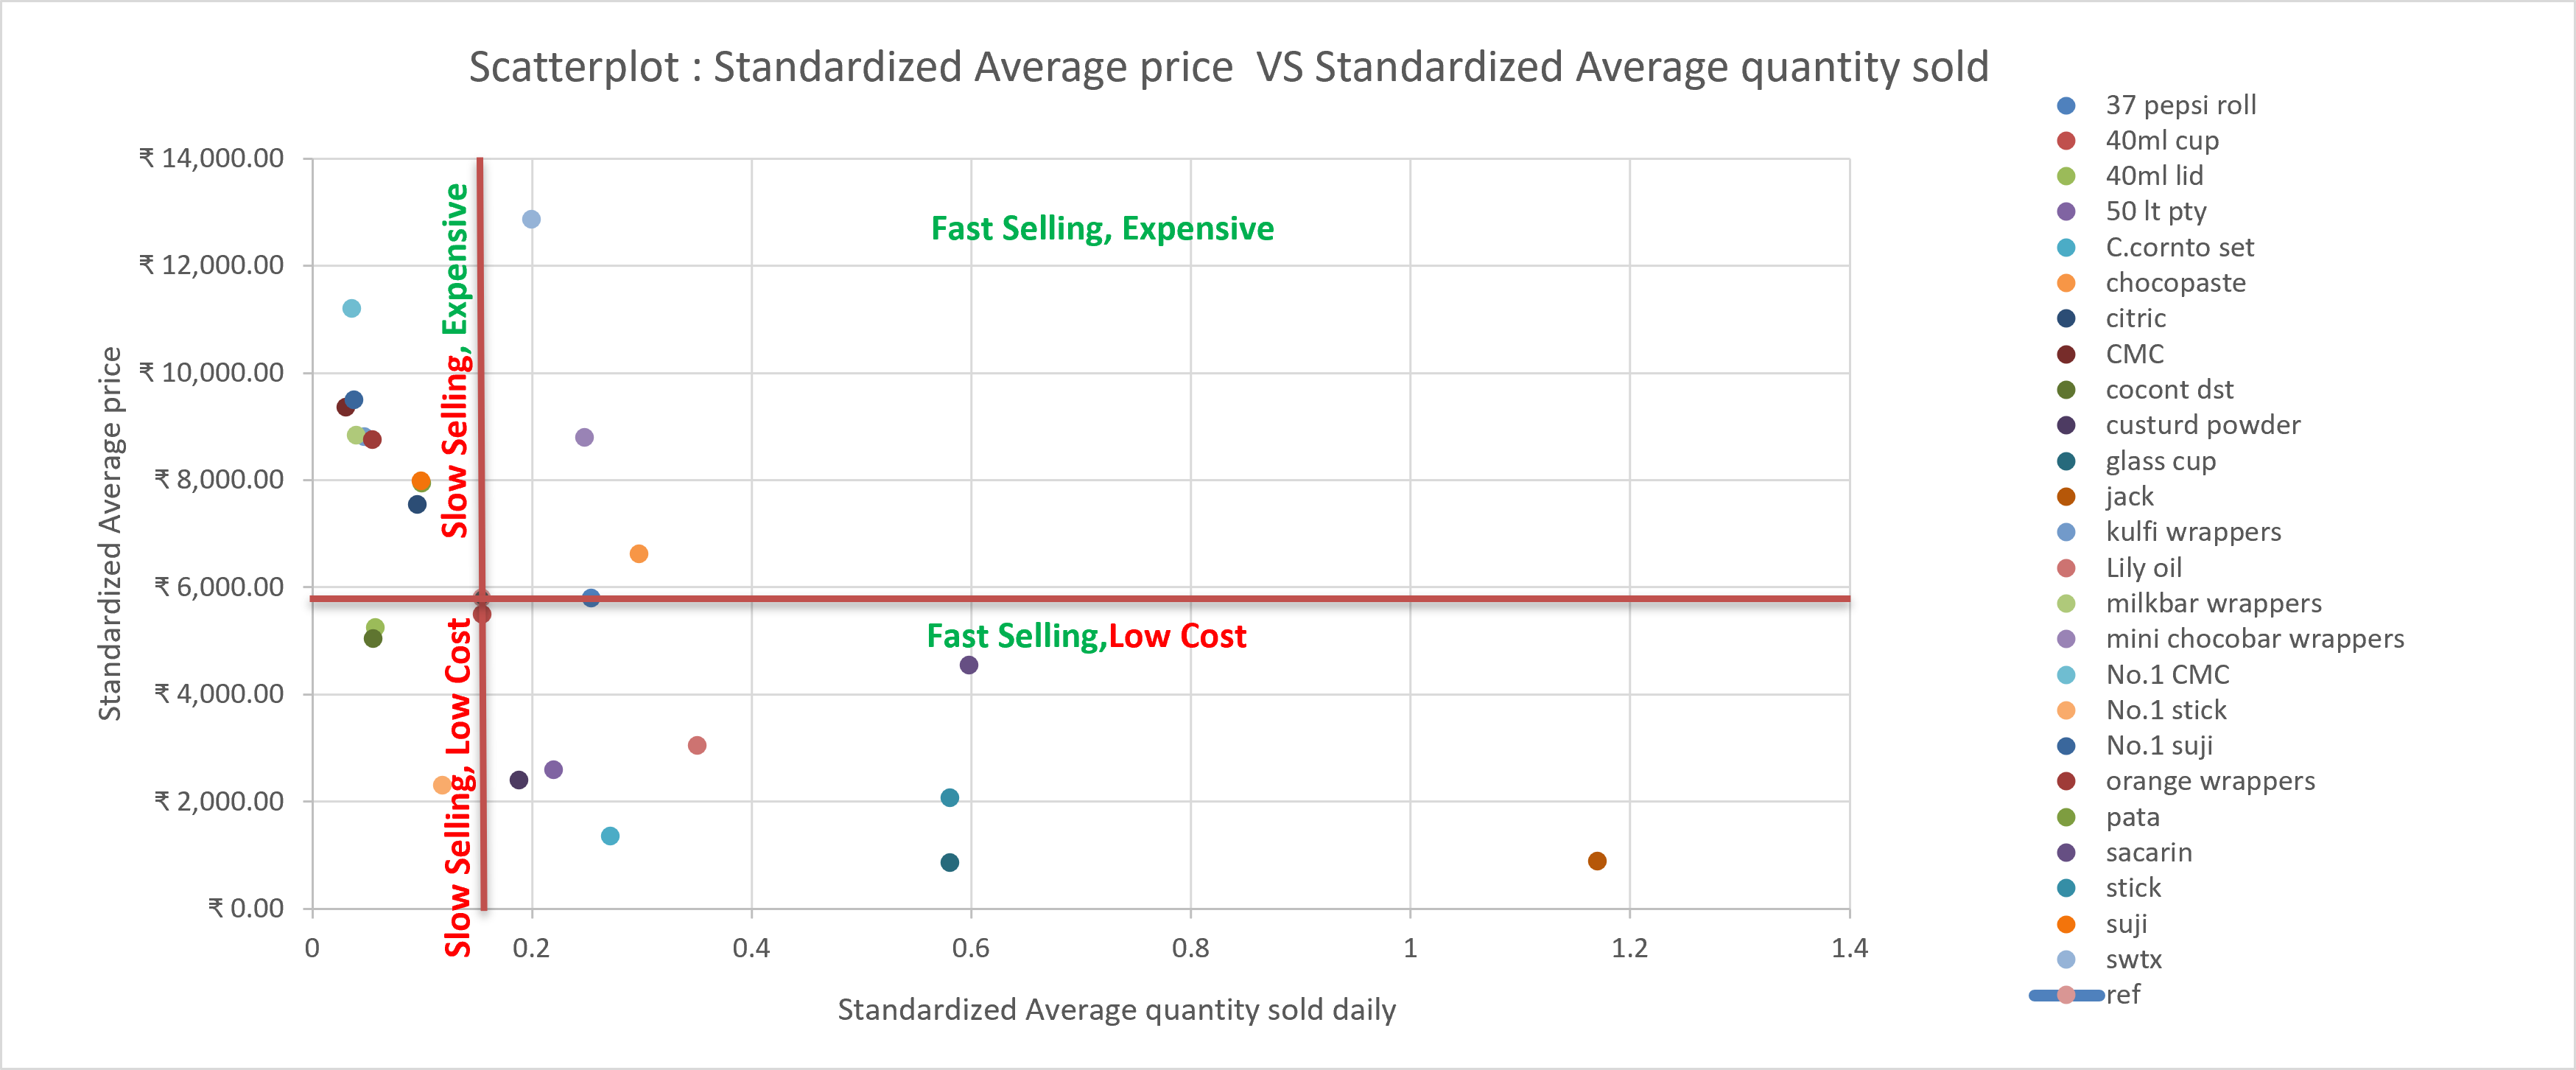 Scatterplot : Standardized Average price  VS Standardized Average quantity sold
Standardized Average price
₹ 14,000.00
₹ 12,000.00
₹ 10,000.00
₹ 8,000.00
₹ 6,000.00
₹ 4,000.00
₹ 2,000.00
₹ 0.00
Slow Selling, Expensive
Fast Selling, Expensive
Slow Selling, Low Cost
Fast Selling,Low Cost
0
0.2
0.4
0.6
0.8
1
1.2
1.4
Standardized Average quantity sold daily
37 pepsi roll
40ml cup
40ml lid
50 lt pty
C.cornto set
chocopaste
citric
CMC
cocont dst
custurd powder
glass cup
jack
kulfi wrappers
Lily oil
milkbar wrappers
mini chocobar wrappers
No.1 CMC
No.1 stick
No.1 suji
orange wrappers
pata
sacarin
stick
suji
swtx
ref